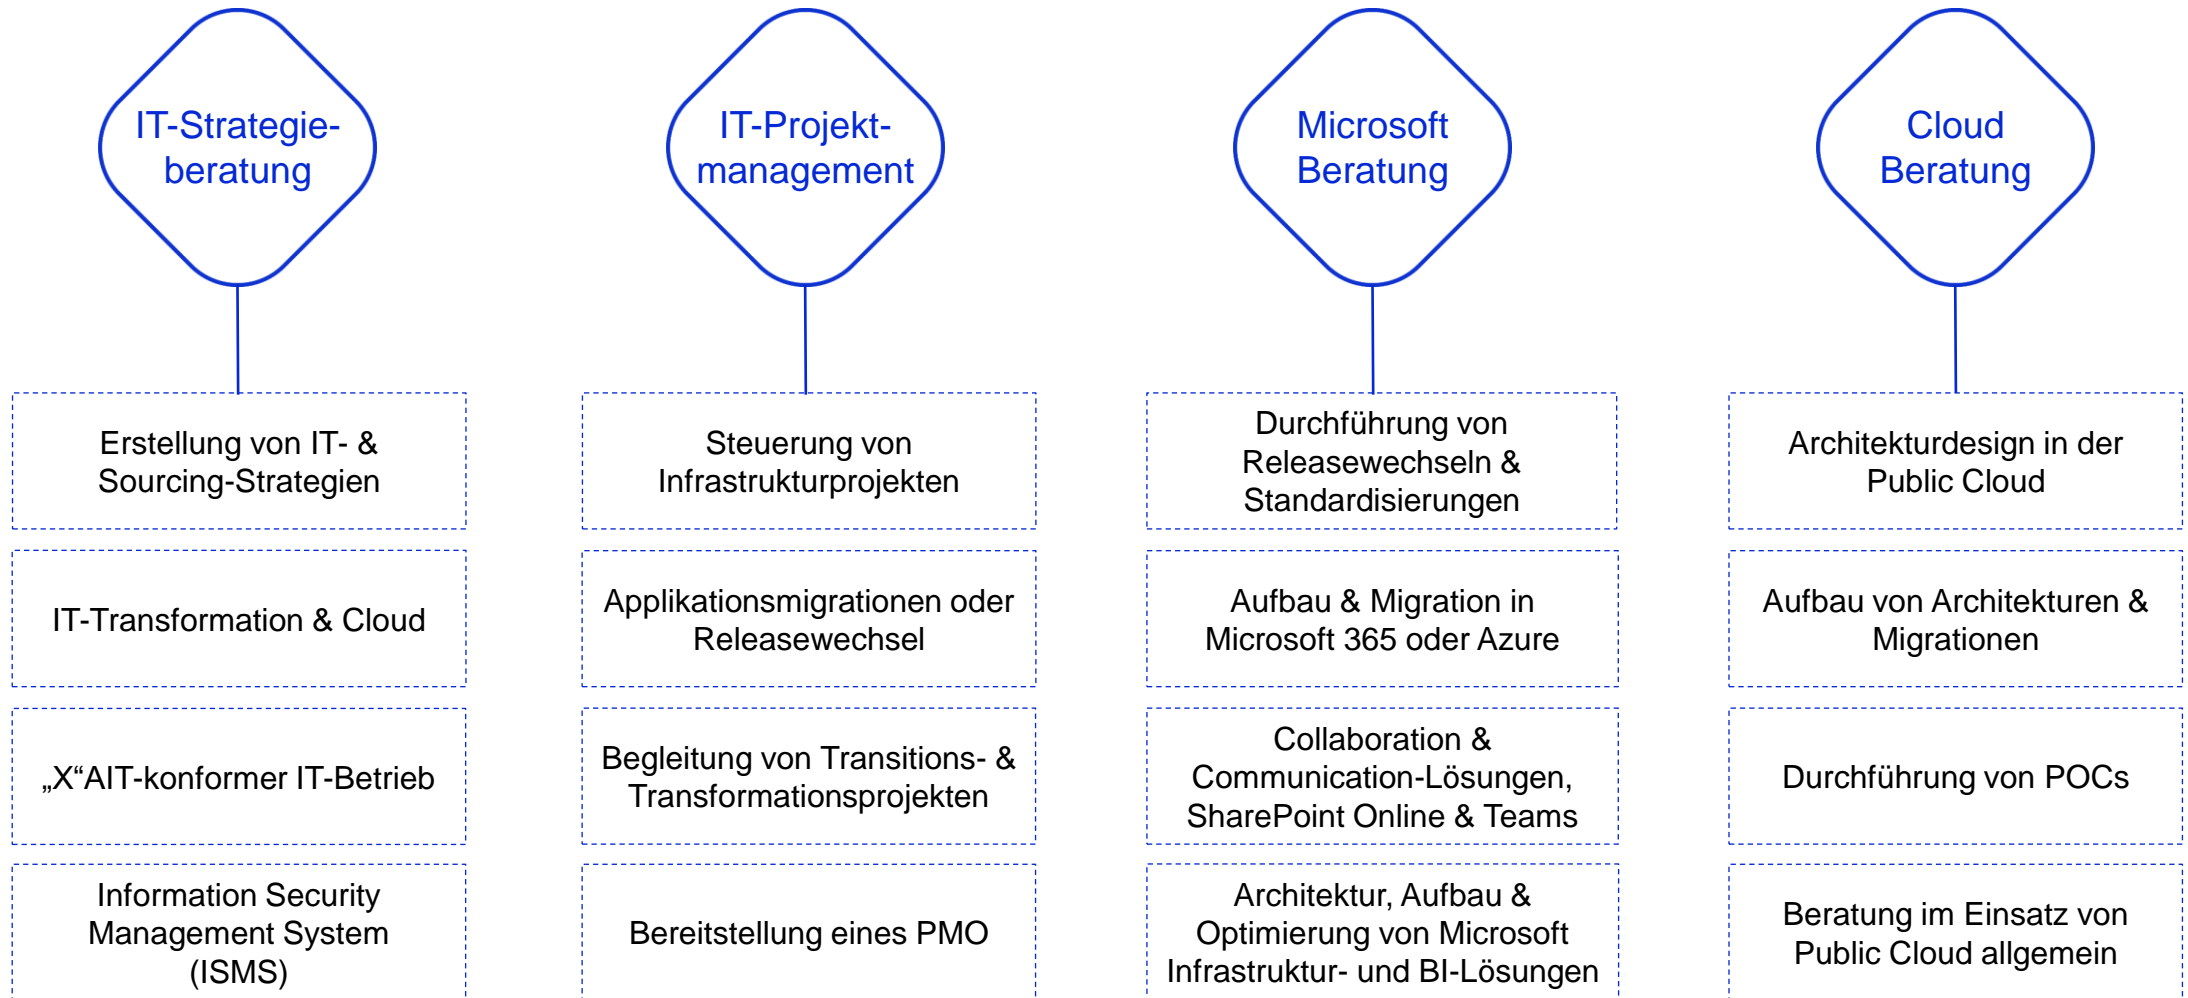 IT-Strategie-
beratung
IT-Projekt-
management
Microsoft
Beratung
Cloud
Beratung
Erstellung von IT- &
Sourcing-Strategien
Steuerung von
Infrastrukturprojekten
Durchführung von
Releasewechseln &
Standardisierungen
Architekturdesign in der
Public Cloud
IT-Transformation & Cloud
Applikationsmigrationen oder
Releasewechsel
Aufbau & Migration in
Microsoft 365 oder Azure
Aufbau von Architekturen &
Migrationen
„X“AIT-konformer IT-Betrieb
Begleitung von Transitions- &
Transformationsprojekten
Collaboration &
Communication-Lösungen,
SharePoint Online & Teams
Durchführung von POCs
Information Security
Management System
(ISMS)
Bereitstellung eines PMO
Architektur, Aufbau &
Optimierung von Microsoft
Infrastruktur- und BI-Lösungen
Beratung im Einsatz von
Public Cloud allgemein